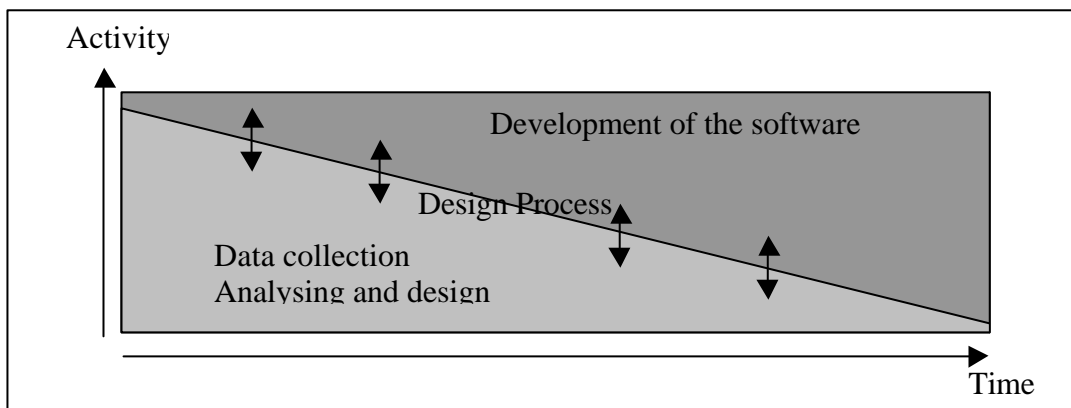 Activity
Development of the software
Design Process
Data collection
Analysing and design
Time